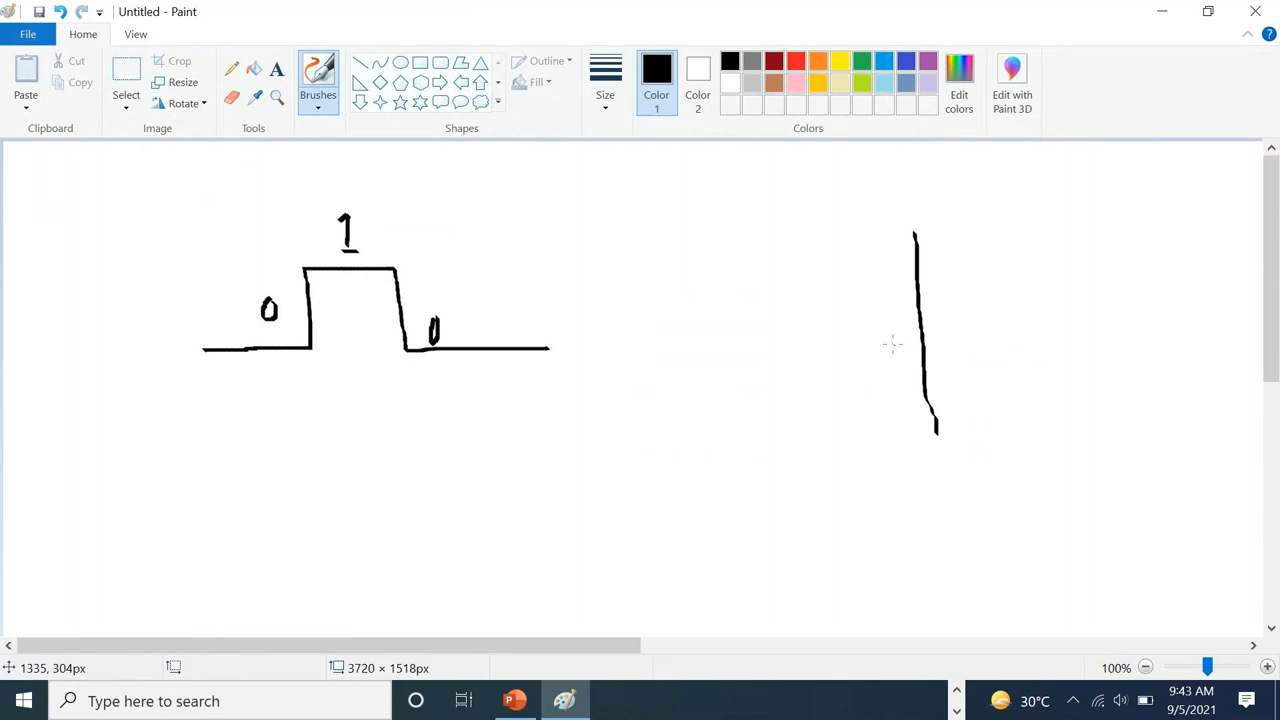 Untitled - Paint
File
Home
View
Paste
Cut
Copy
Clipboard
Select
Crop
Resize
Rotate
Image
Tools
Brushes
Outline
Fill
Shapes
Size
Color
1
Color
2
Edit
colors
Edit with
Paint 3D
Colors
1
0
0
1335, 304px
3720 × 1518px
100%
Type here to search
30°C
9:43 AM
9/5/2021